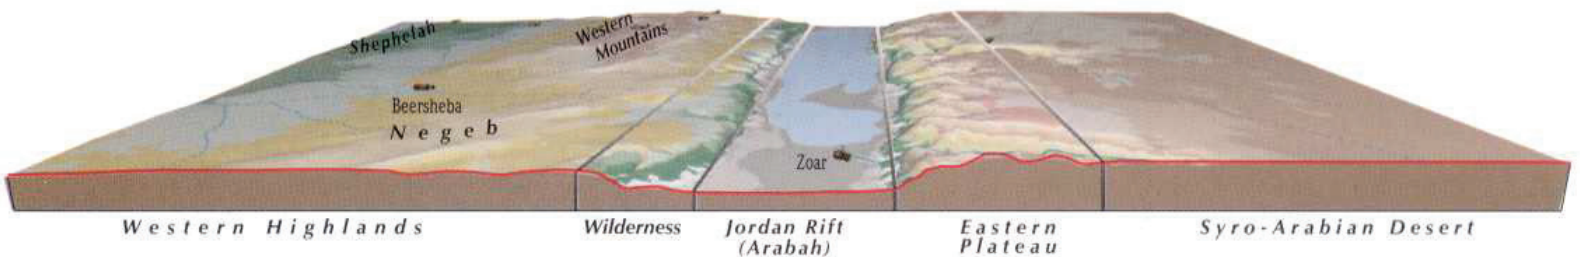 Shephelah
Western
Mountains
Beersheba
Negeb
Zoar
Western Highlands
Wilderness
Jordan Rift
(Arabah)
Eastern
Plateau
Syro-Arabian Desert